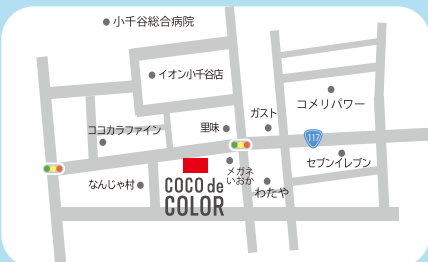 小千谷総合病院
イオン小千谷店
コメリパワー
ガスト
里味
ココカラファイン
117
セブンイレブン
メガネ
いおか
わたや
なんじゃ村
COCO de
COLOR